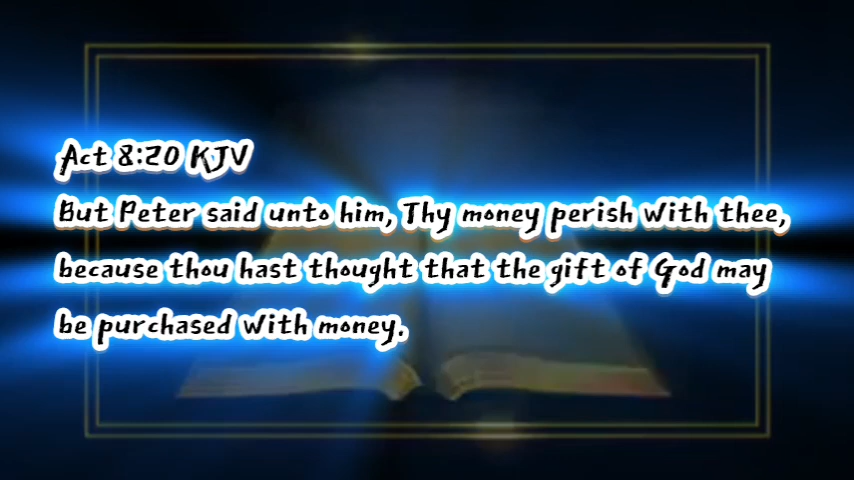 Act 8:20 KJV
But Peter said unto him, Thy money perish with thee,
because thou hast thought that the gift of God may
be purchased with money.